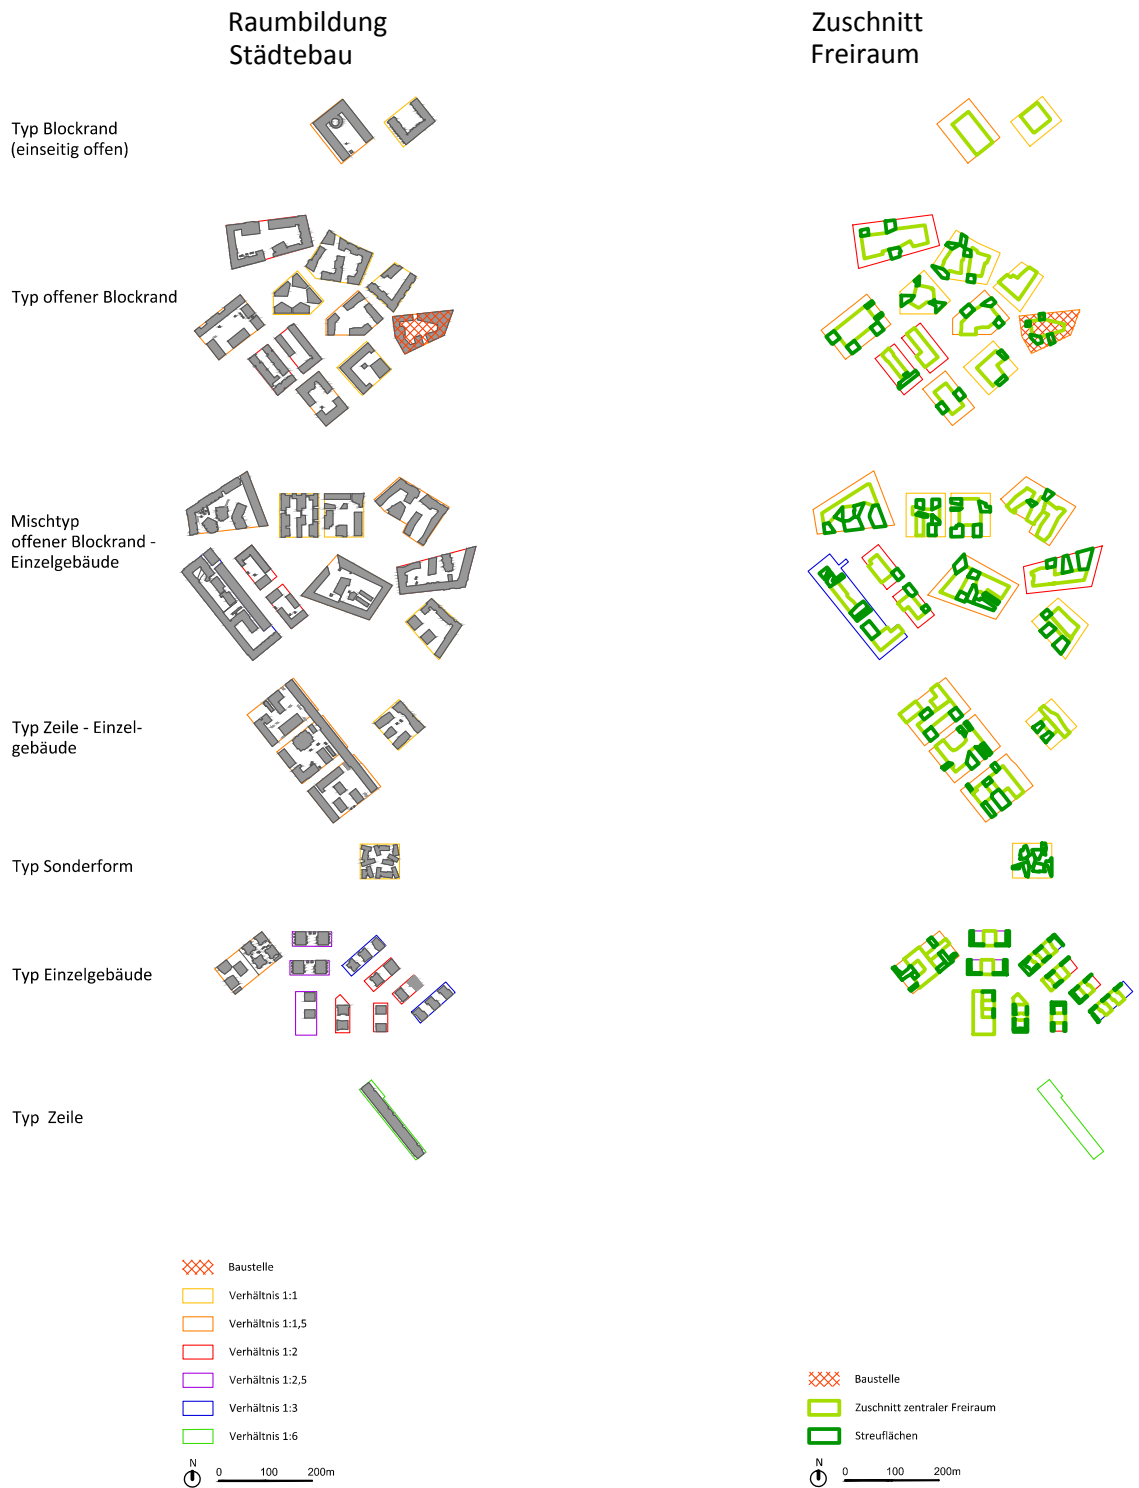 Raumbildung
Städtebau
Zuschnitt
Freiraum
Typ Blockrand
(einseitig offen)
Typ offener Blockrand
Mischtyp
offener Blockrand -
Einzelgebäude
Typ Zeile - Einzel-
gebäude
Typ Sonderform
Typ Einzelgebäude
Typ Zeile
Baustelle
Verhältnis 1:1
Verhältnis 1:1,5
Verhältnis 1:2
Verhältnis 1:2,5
Verhältnis 1:3
Verhältnis 1:6
N
0 100 200m
Baustelle
Zuschnitt zentraler Freiraum
Streuflächen
N
0 100 200m